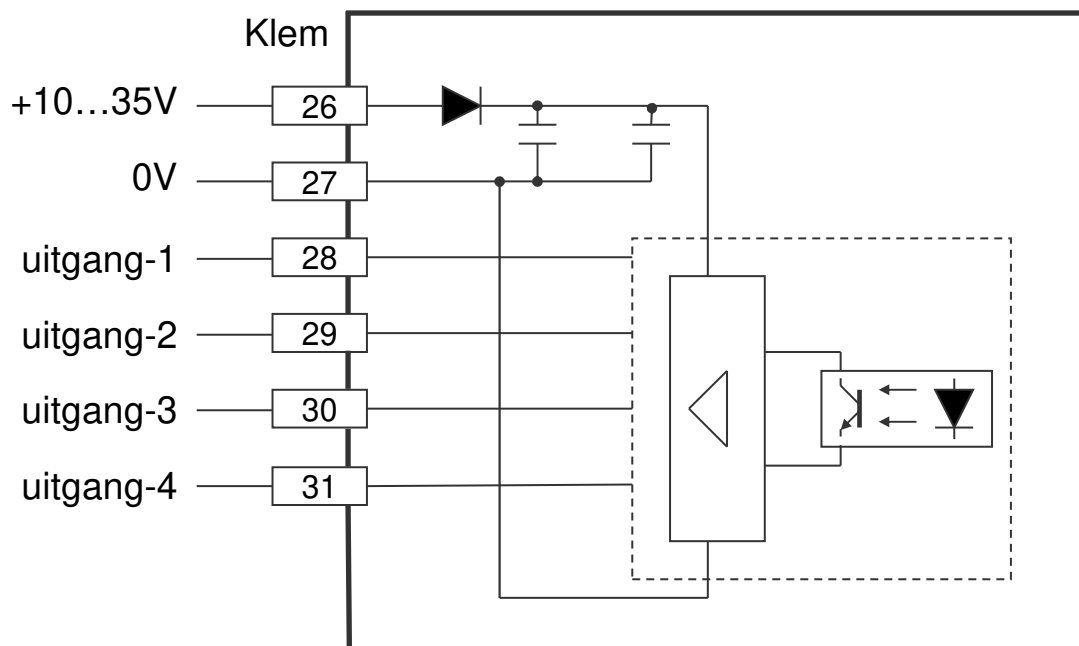 Klem
+10...35V 26
0V 27
uitgang-1 28
uitgang-2 29
uitgang-3 30
uitgang-4 31